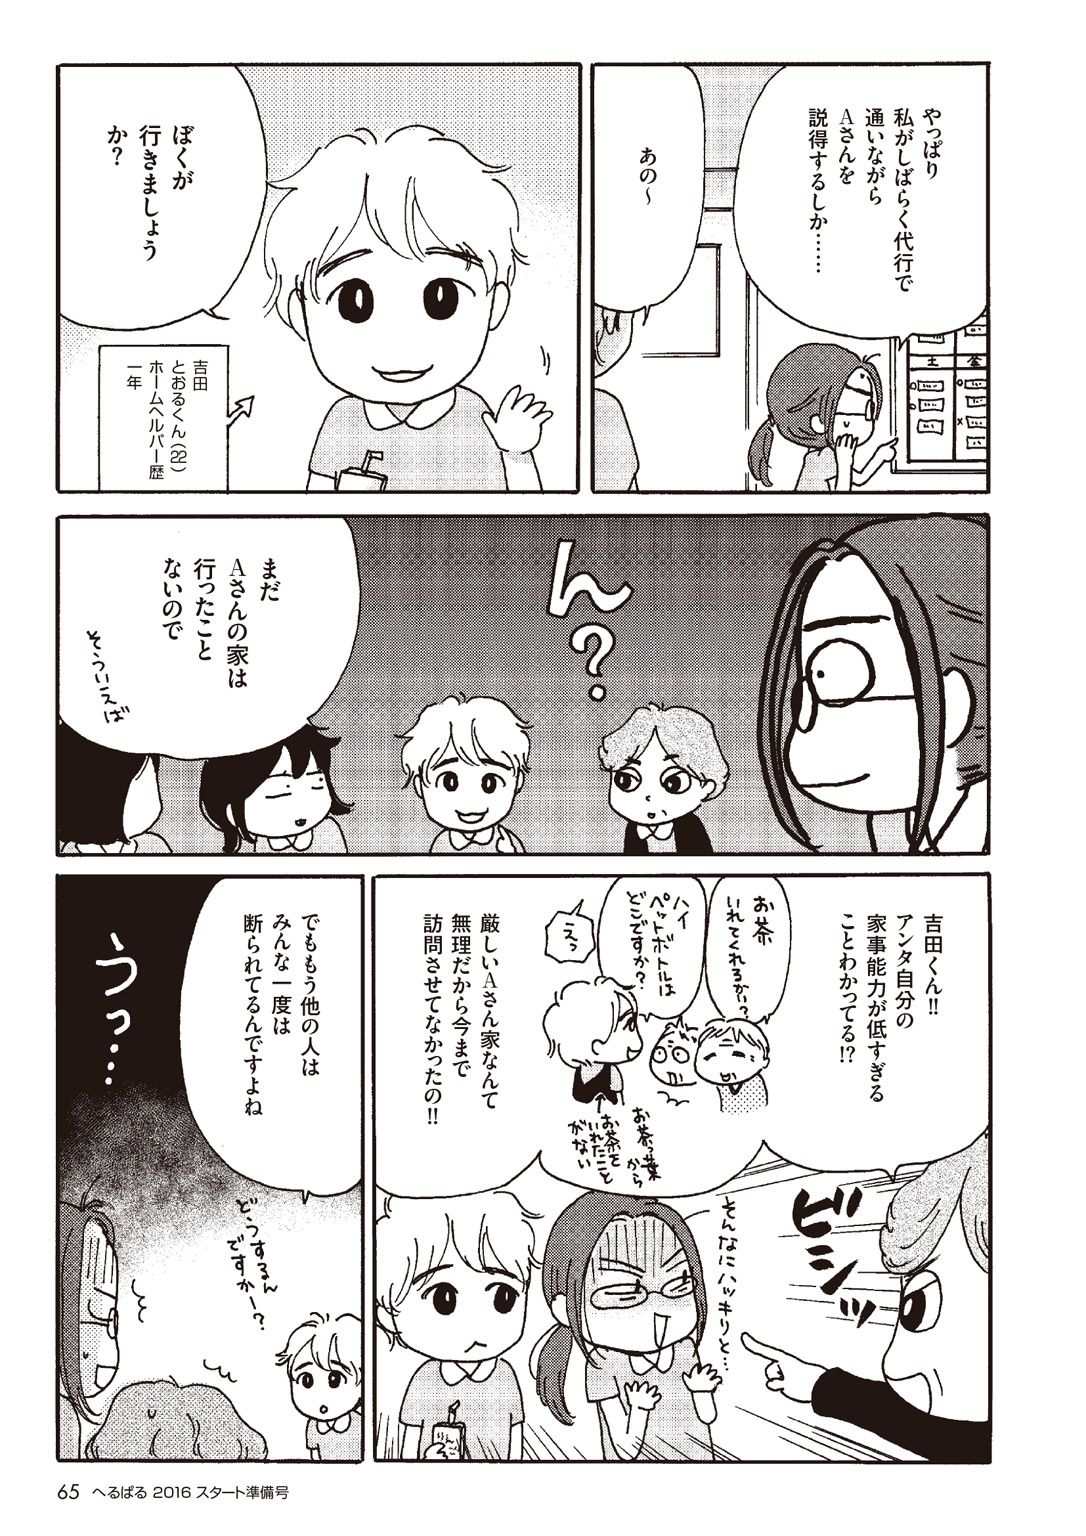 やっぱり
私がしばらく代行で
通いながら
Aさんを
説得するしか……
あの〜
土
金
ぼくが
行きましょう
か?
吉田
とおるくん(22)
ホームヘルパー歴
一年
ん?
まだ
Aさんの家は
行ったこと
ないので
そういえば
吉田くん!!
アンタ自分の
家事能力が低すぎる
ことわかってる!?
お茶
いれてくれるかい?
ハイ
ペットボトルは
どこですか?
えっ
お茶っ葉
から
お茶を
いれたこと
がない
厳しいAさん家なんて
無理だから今まで
訪問させてなかったの!!
ビシッ
そんなにハッキリと…
りんご
でももう他の人は
みんな一度は
断られてるんですよね
うっ…
どうするん
ですかー?
65 へるぱる 2016 スタート準備号